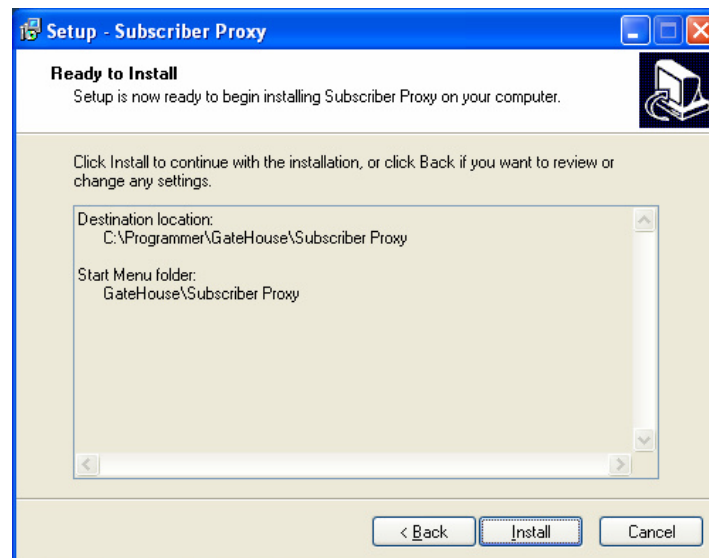 Setup - Subscriber Proxy
Ready to Install
Setup is now ready to begin installing Subscriber Proxy on your computer.
Click Install to continue with the installation, or click Back if you want to review or
change any settings.
Destination location:
C:\Programmer\GateHouse\Subscriber Proxy
Start Menu folder:
GateHouse\Subscriber Proxy
< Back
Install
Cancel